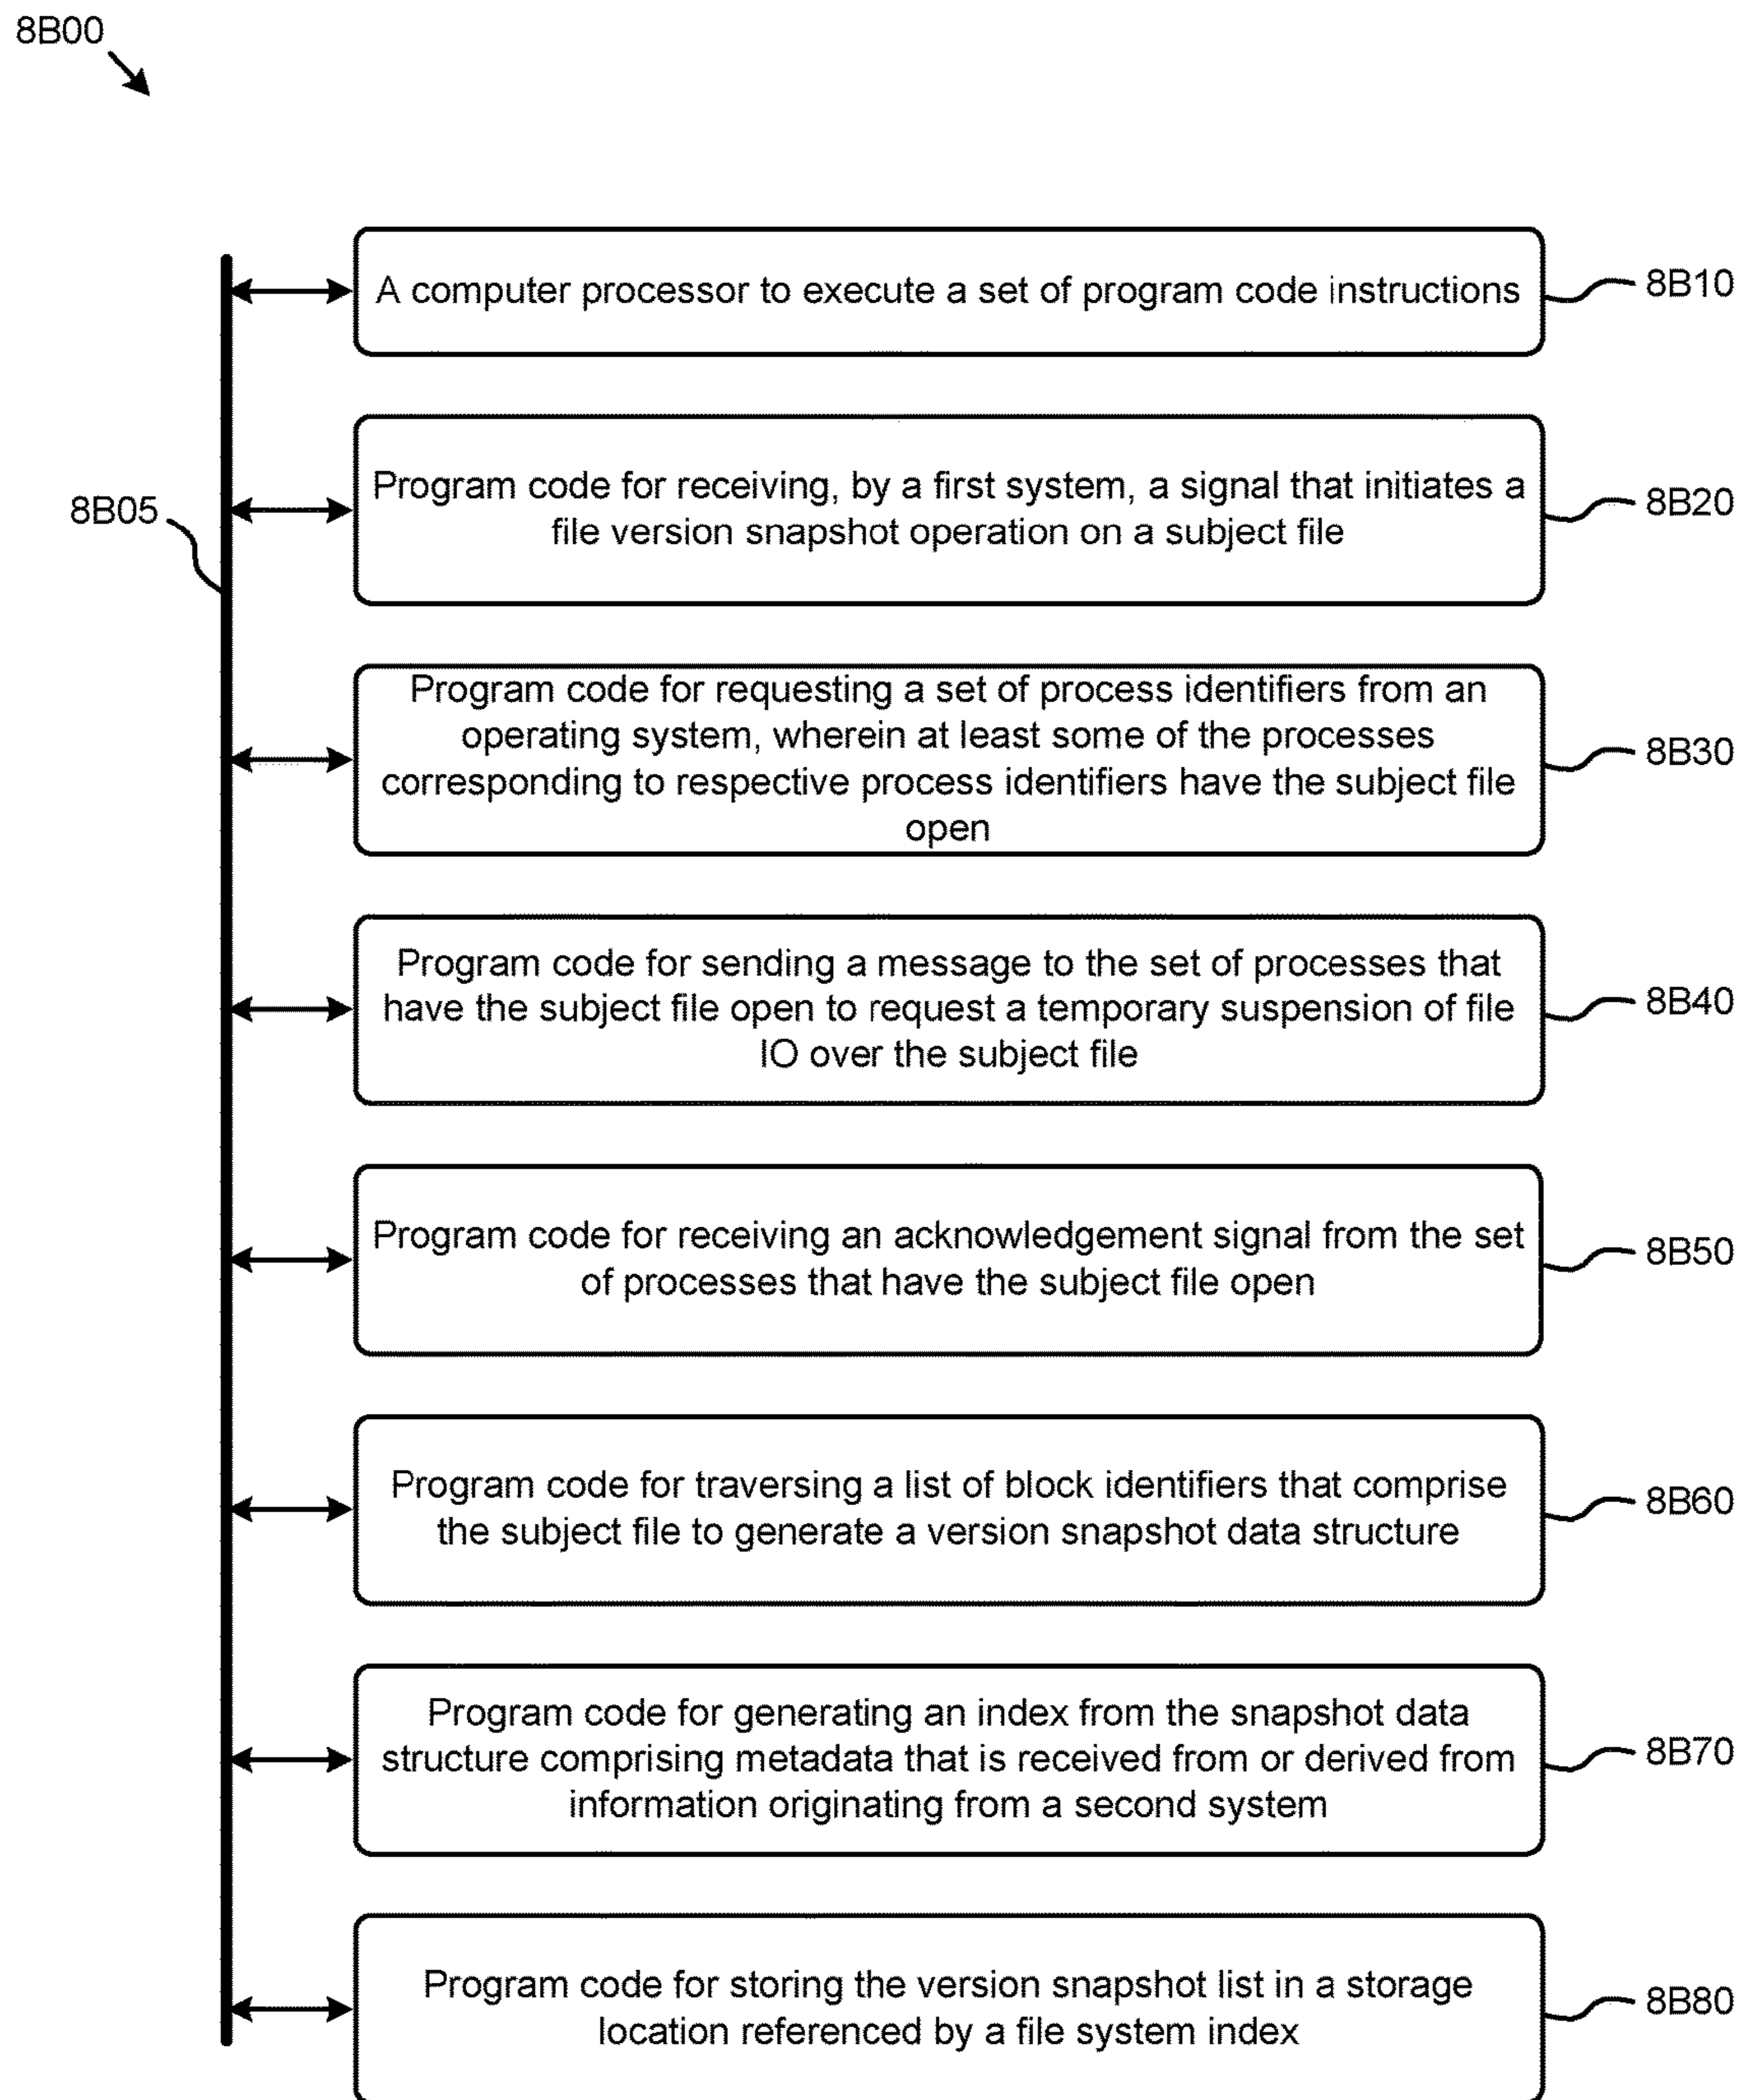 8B00
A computer processor to execute a set of program code instructions
8B10
Program code for receiving, by a first system, a signal that initiates a
file version snapshot operation on a subject file
8B20
8B05
Program code for requesting a set of process identifiers from an
operating system, wherein at least some of the processes
corresponding to respective process identifiers have the subject file
open
8B30
Program code for sending a message to the set of processes that
have the subject file open to request a temporary suspension of file
IO over the subject file
8B40
Program code for receiving an acknowledgement signal from the set
of processes that have the subject file open
8B50
Program code for traversing a list of block identifiers that comprise
the subject file to generate a version snapshot data structure
8B60
Program code for generating an index from the snapshot data
structure comprising metadata that is received from or derived from
information originating from a second system
8B70
Program code for storing the version snapshot list in a storage
location referenced by a file system index
8B80